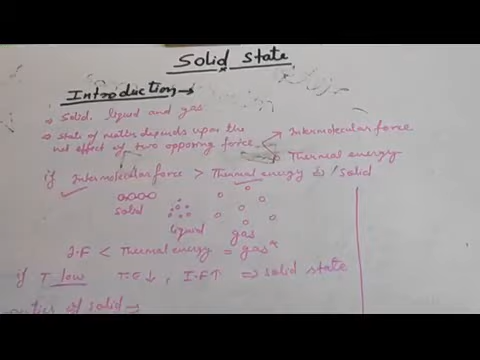 Solid state
Introduction→
→ Solid, liquid and gas
⇒ state of matter depends upon the
net effect of two opposing force → Intermolecular force
→ Thermal energy
if Intermolecular force > Thermal energy Solid
solid
liquid gas
I.F < Thermal energy = gas
if T low T.E ↓, I.F ↑ ⇒ solid state
of solid →